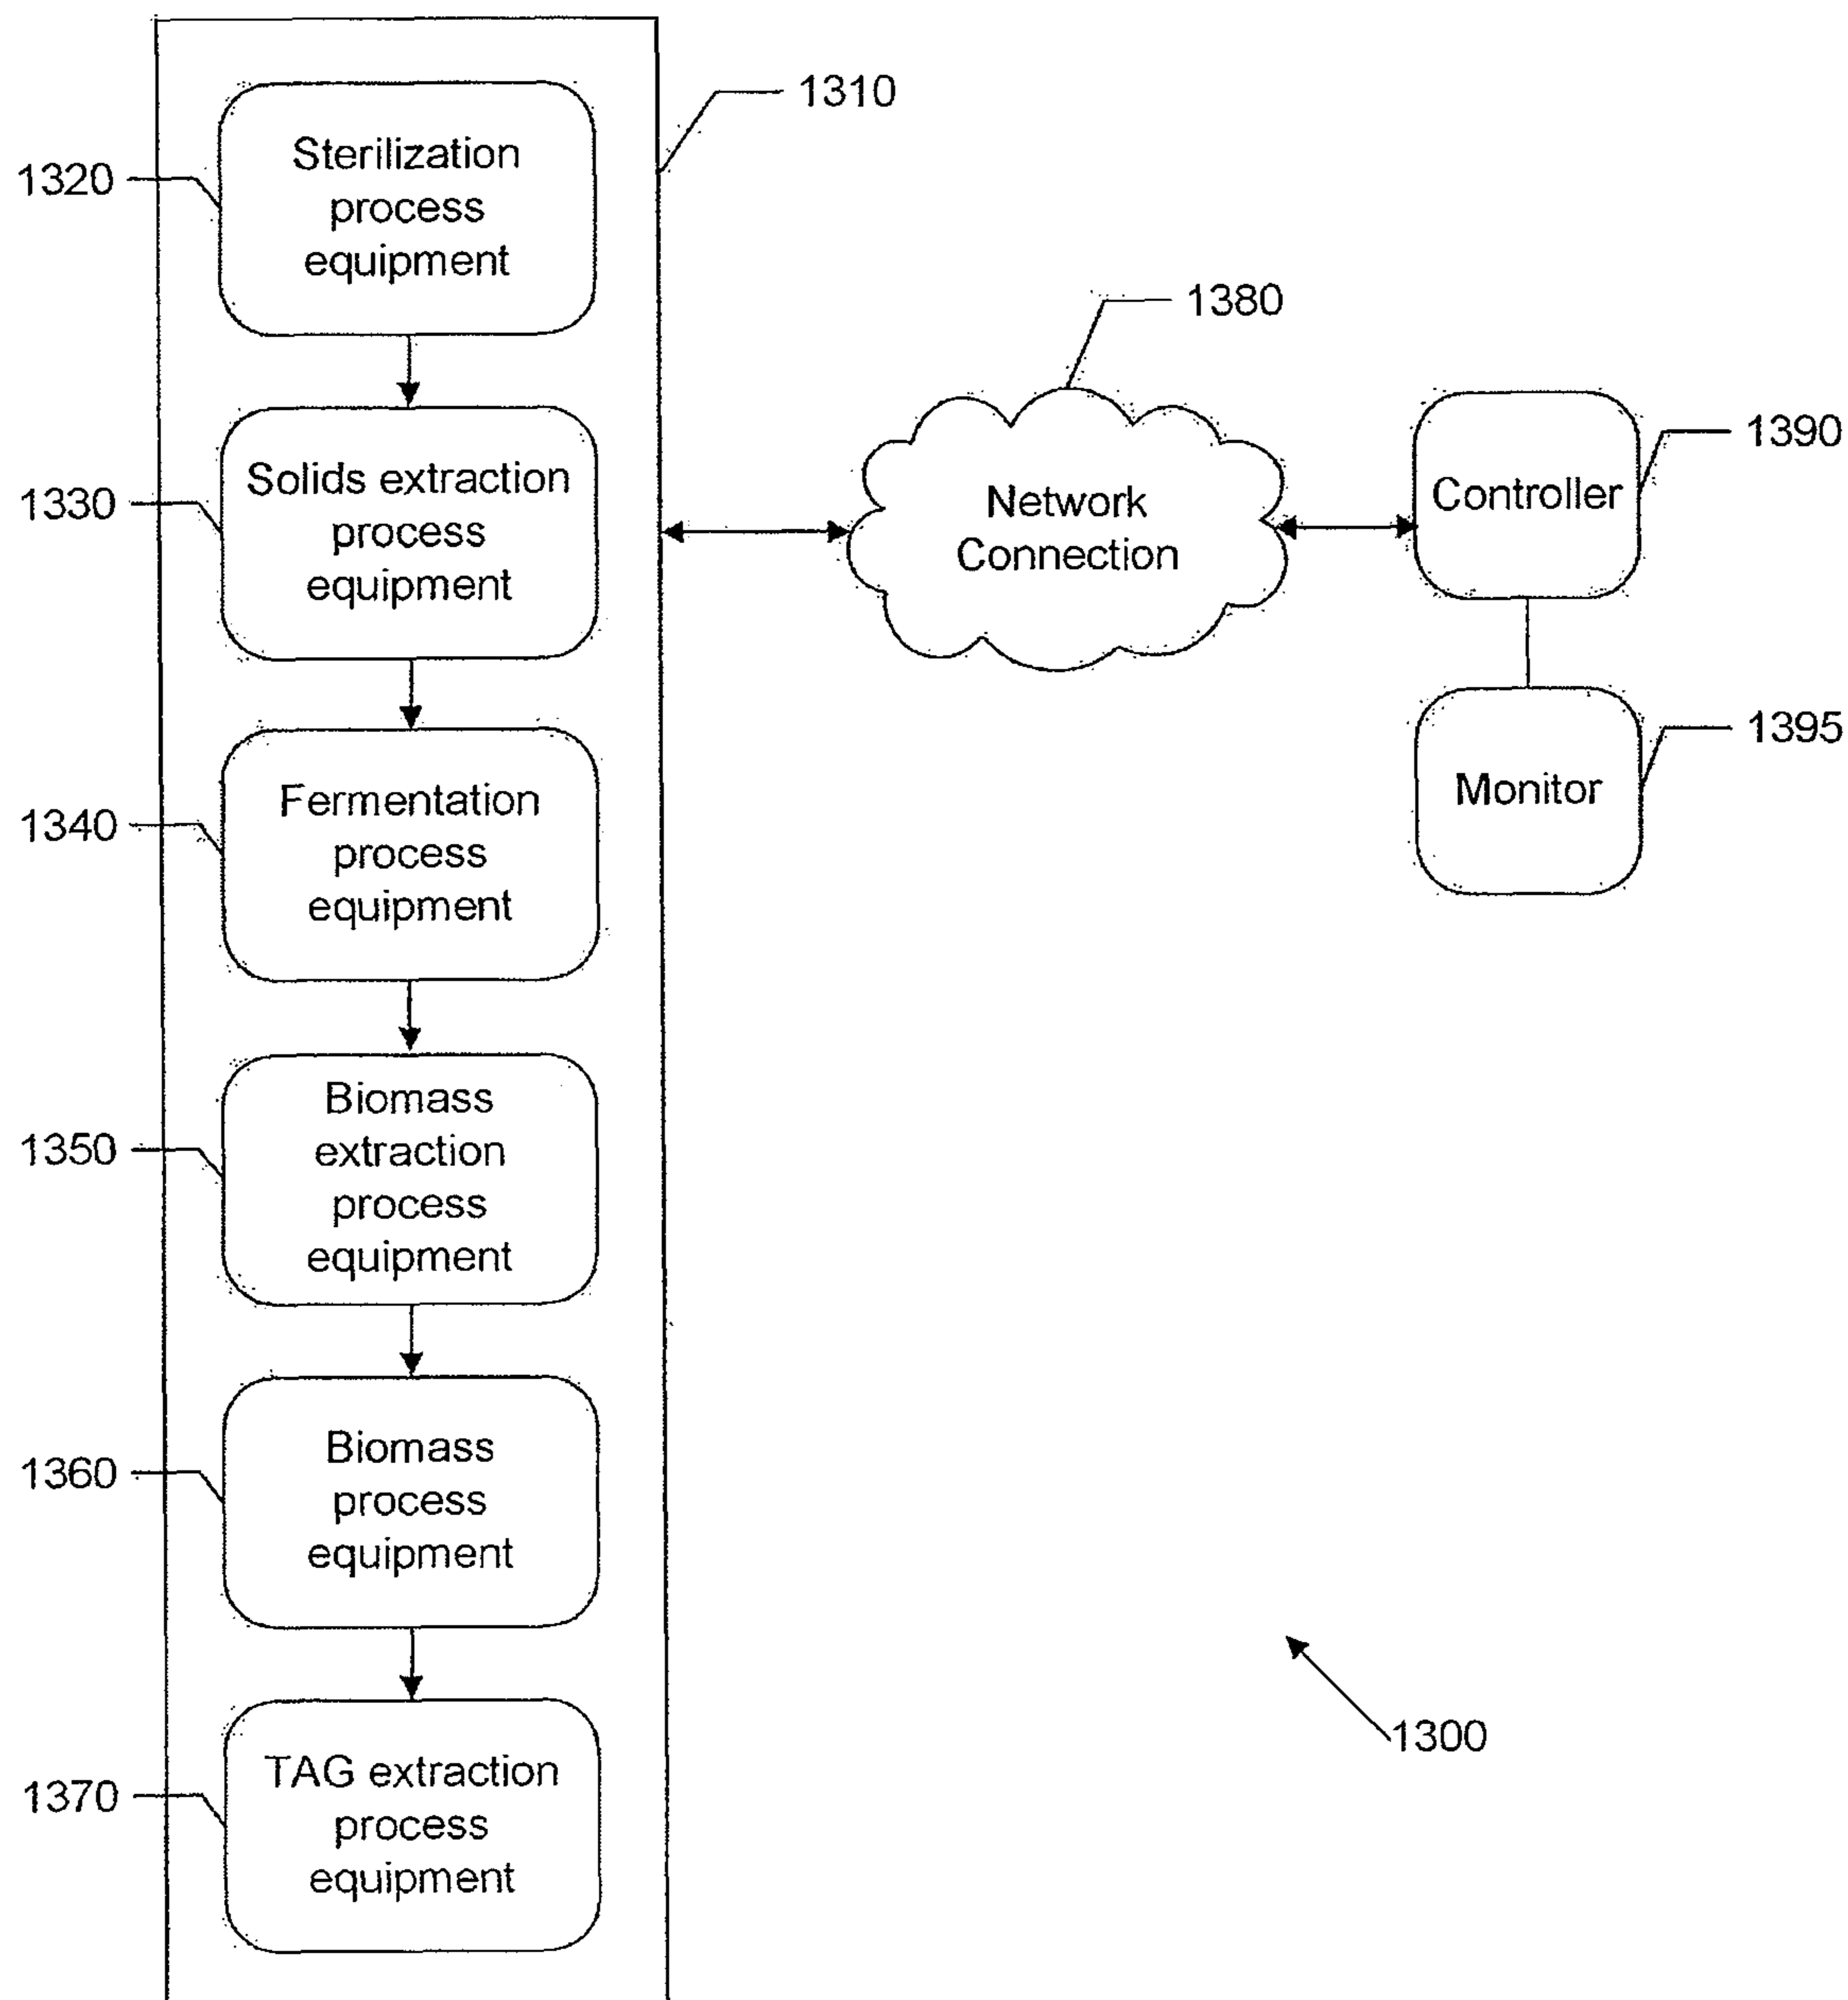 1310
Sterilization
process
equipment
1320
1380
Solids extraction
process
equipment
1330
Network
Connection
Controller
1390
Monitor
1395
Fermentation
process
equipment
1340
Biomass
extraction
process
equipment
1350
Biomass
process
equipment
1360
TAG extraction
process
equipment
1370
1300